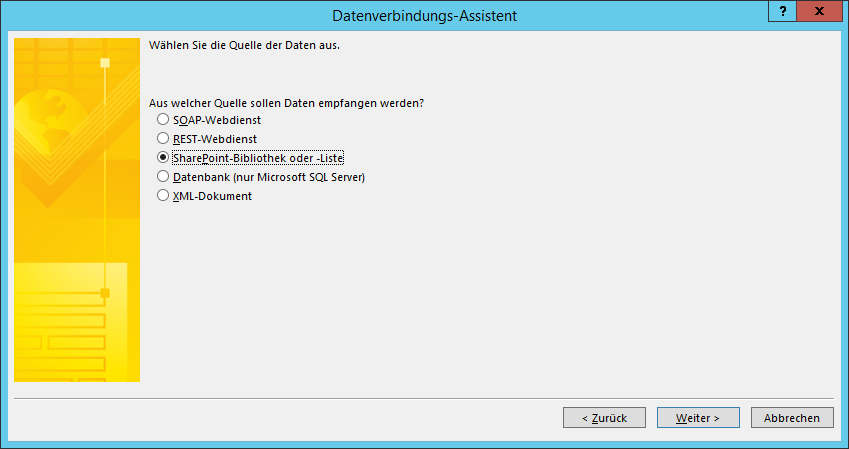 Datenverbindungs-Assistent
?
x
Wählen Sie die Quelle der Daten aus.
Aus welcher Quelle sollen Daten empfangen werden?
SOAP-Webdienst
REST-Webdienst
SharePoint-Bibliothek oder -Liste
Datenbank (nur Microsoft SQL Server)
XML-Dokument
< Zurück
Weiter >
Abbrechen